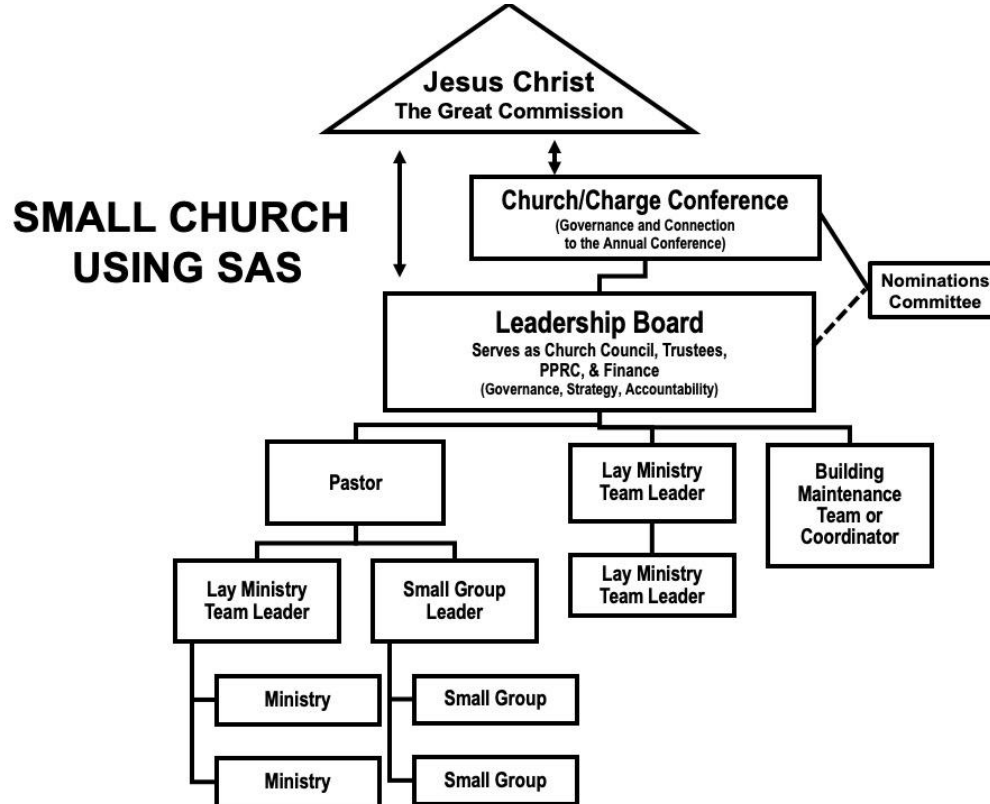 Jesus Christ
The Great Commission
SMALL CHURCH
USING SAS
Church/Charge Conference
(Governance and Connection
to the Annual Conference)
Nominations
Committee
Leadership Board
Serves as Church Council, Trustees,
PPRC, & Finance
(Governance, Strategy, Accountability)
Pastor
Lay Ministry
Team Leader
Building
Maintenance
Team or
Coordinator
Lay Ministry
Team Leader
Small Group
Leader
Lay Ministry
Team Leader
Ministry
Small Group
Ministry
Small Group